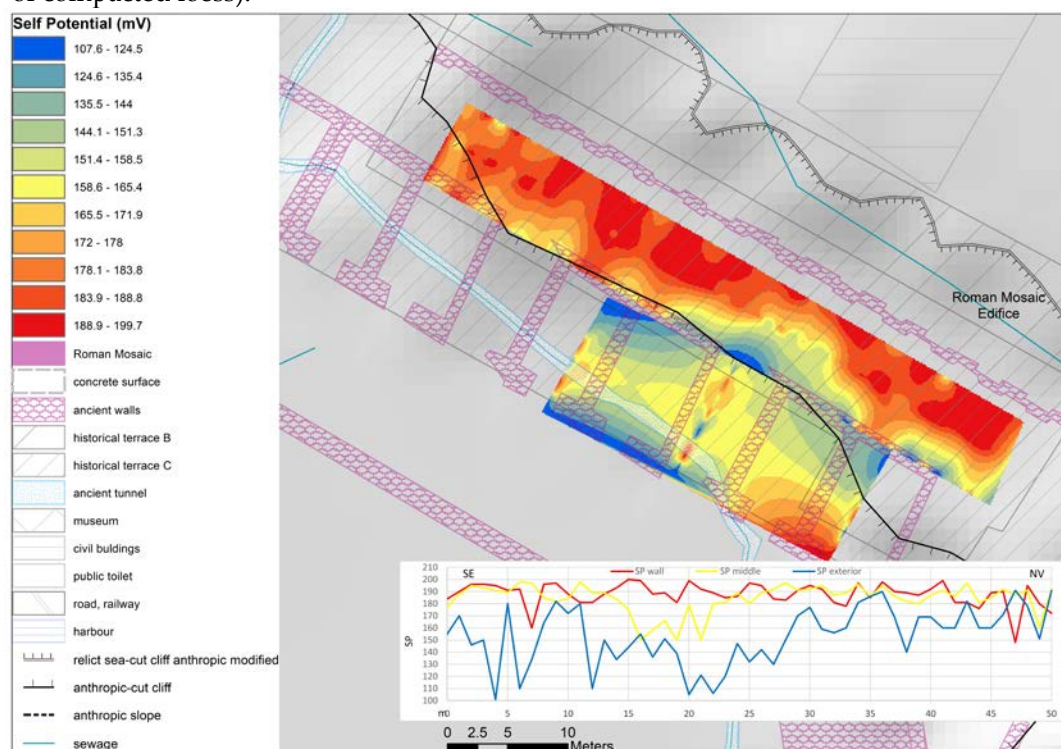 of compacted loess).
Self Potential (mV)
107.6 - 124.5
124.6 - 135.4
135.5 - 144
144.1 - 151.3
151.4 - 158.5
158.6 - 165.4
165.5 - 171.9
172 - 178
178.1 - 183.8
183.9 - 188.8
188.9 - 199.7
Roman Mosaic
concrete surface
ancient walls
historical terrace B
historical terrace C
ancient tunnel
museum
civil buldings
public toilet
road, railway
harbour
relict sea-cut cliff anthropic modified
anthropic-cut cliff
anthropic slope
sewage
Roman Mosaic
Edifice
SE
SP wall
SP middle
SP exterior
NV
SP
210
200
190
180
170
160
150
140
130
120
110
100
m0 5 10 15 20 25 30 35 40 45 50
0 2.5 5 10
Meters